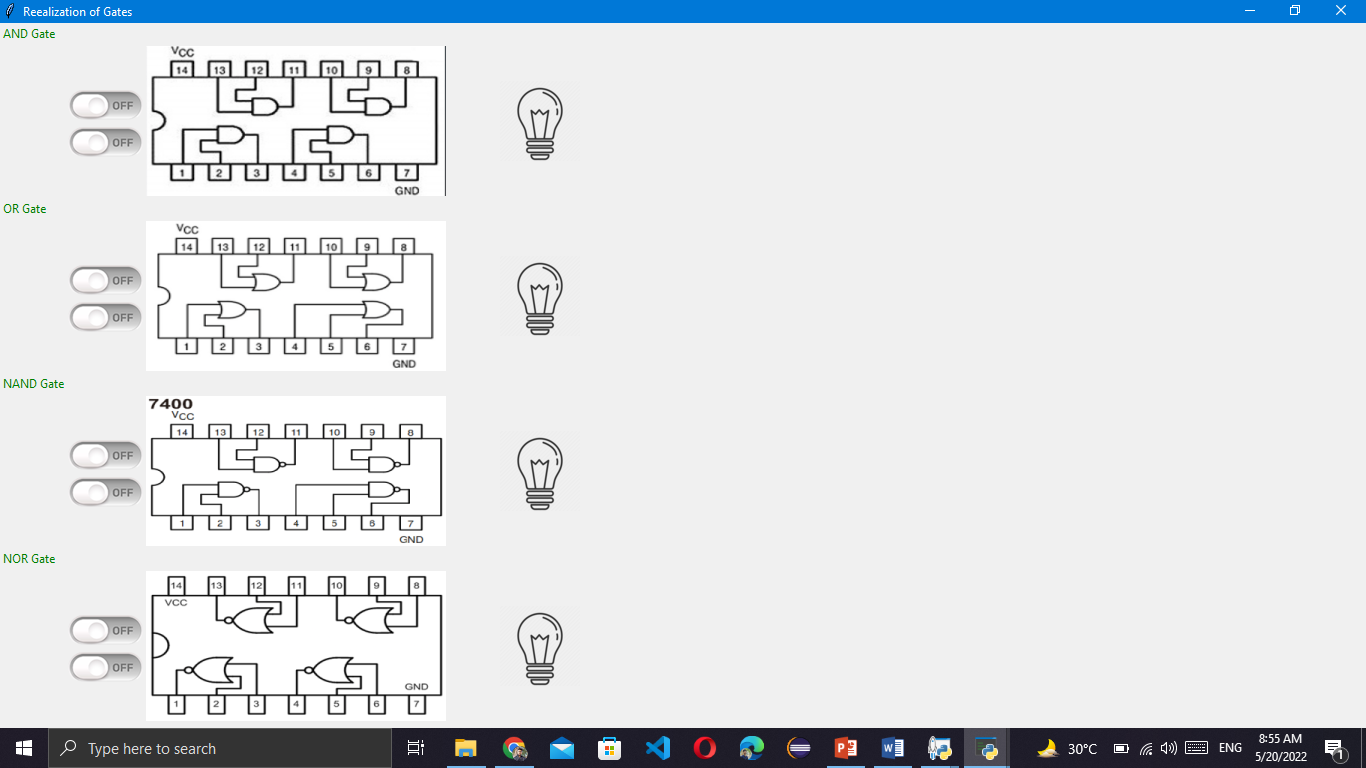 Reealization of Gates
AND Gate
VCC
14 13 12 11 10 9 8
OFF
OFF
1 2 3 4 5 6 7
GND
OR Gate
VCC
14 13 12 11 10 9 8
OFF
OFF
1 2 3 4 5 6 7
GND
NAND Gate
7400
VCC
14 13 12 11 10 9 8
OFF
OFF
1 2 3 4 5 6 7
GND
NOR Gate
14 13 12 11 10 9 8
VCC
OFF
OFF
GND
1 2 3 4 5 6 7
Type here to search
30°C
ENG
8:55 AM
5/20/2022
1